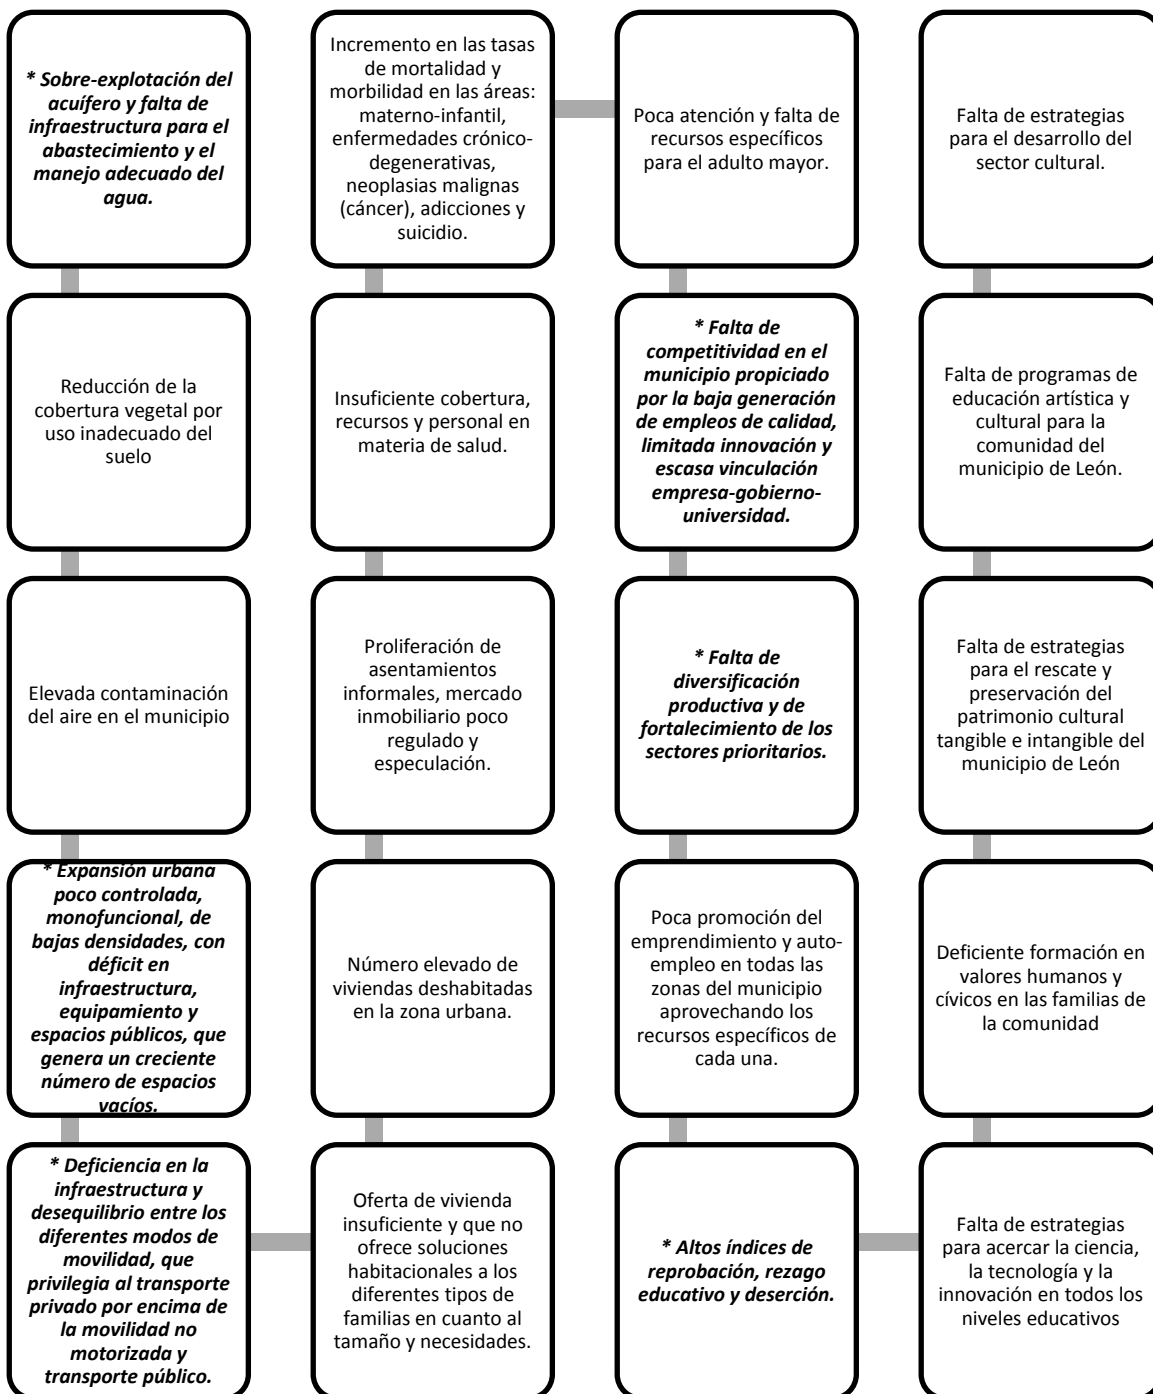 * Sobre-explotación del
acuífero y falta de
infraestructura para el
abastecimiento y el
manejo adecuado del
agua.
Reducción de la
cobertura vegetal por
uso inadecuado del
suelo
Elevada contaminación
del aire en el municipio
* Expansión urbana
poco controlada,
monofuncional, de
bajas densidades, con
déficit en
infraestructura,
equipamiento y
espacios públicos, que
genera un creciente
número de espacios
vacíos.
* Deficiencia en la
infraestructura y
desequilibrio entre los
diferentes modos de
movilidad, que
privilegia al transporte
privado por encima de
la movilidad no
motorizada y
transporte público.
Oferta de vivienda
insuficiente y que no
ofrece soluciones
habitacionales a los
diferentes tipos de
familias en cuanto al
tamaño y necesidades.
Número elevado de
viviendas deshabitadas
en la zona urbana.
Proliferación de
asentamientos
informales, mercado
inmobiliario poco
regulado y
especulación.
Insuficiente cobertura,
recursos y personal en
materia de salud.
Incremento en las tasas
de mortalidad y
morbilidad en las áreas:
materno-infantil,
enfermedades crónico-
degenerativas,
neoplasias malignas
(cáncer), adicciones y
suicidio.
Poca atención y falta de
recursos específicos
para el adulto mayor.
* Falta de
competitividad en el
municipio propiciado
por la baja generación
de empleos de calidad,
limitada innovación y
escasa vinculación
empresa-gobierno-
universidad.
* Falta de
diversificación
productiva y de
fortalecimiento de los
sectores prioritarios.
Poca promoción del
emprendimiento y auto-
empleo en todas las
zonas del municipio
aprovechando los
recursos específicos de
cada una.
* Altos índices de
reprobación, rezago
educativo y deserción.
Falta de estrategias
para acercar la ciencia,
la tecnología y la
innovación en todos los
niveles educativos
Deficiente formación en
valores humanos y
cívicos en las familias de
la comunidad
Falta de estrategias
para el rescate y
preservación del
patrimonio cultural
tangible e intangible del
municipio de León
Falta de programas de
educación artística y
cultural para la
comunidad del
municipio de León.
Falta de estrategias
para el desarrollo del
sector cultural.